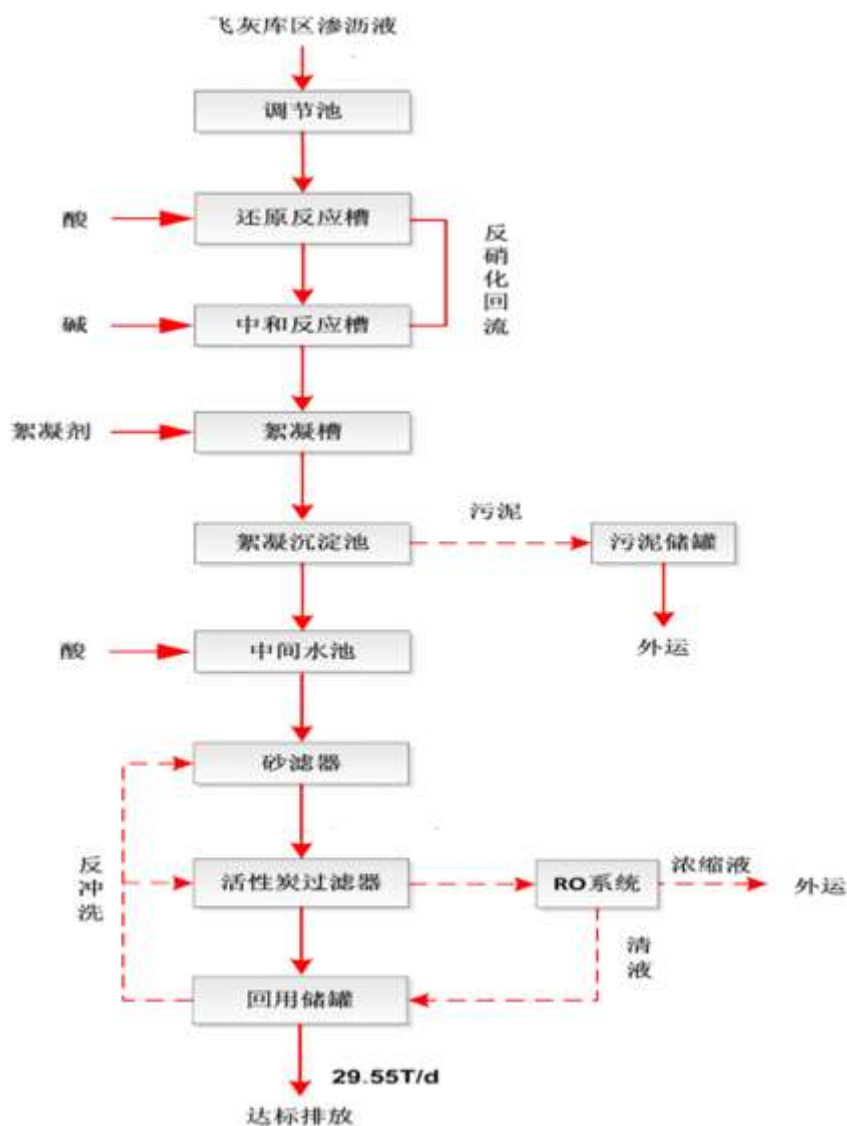 飞灰库区渗沥液
调节池
酸
还原反应槽
反硝化回流
碱
中和反应槽
絮凝剂
絮凝槽
污泥
絮凝沉淀池
污泥储罐
酸
中间水池
外运
砂滤器
反冲洗
活性炭过滤器
RO系统
浓缩液
外运
清液
回用储罐
29.55T/d
达标排放